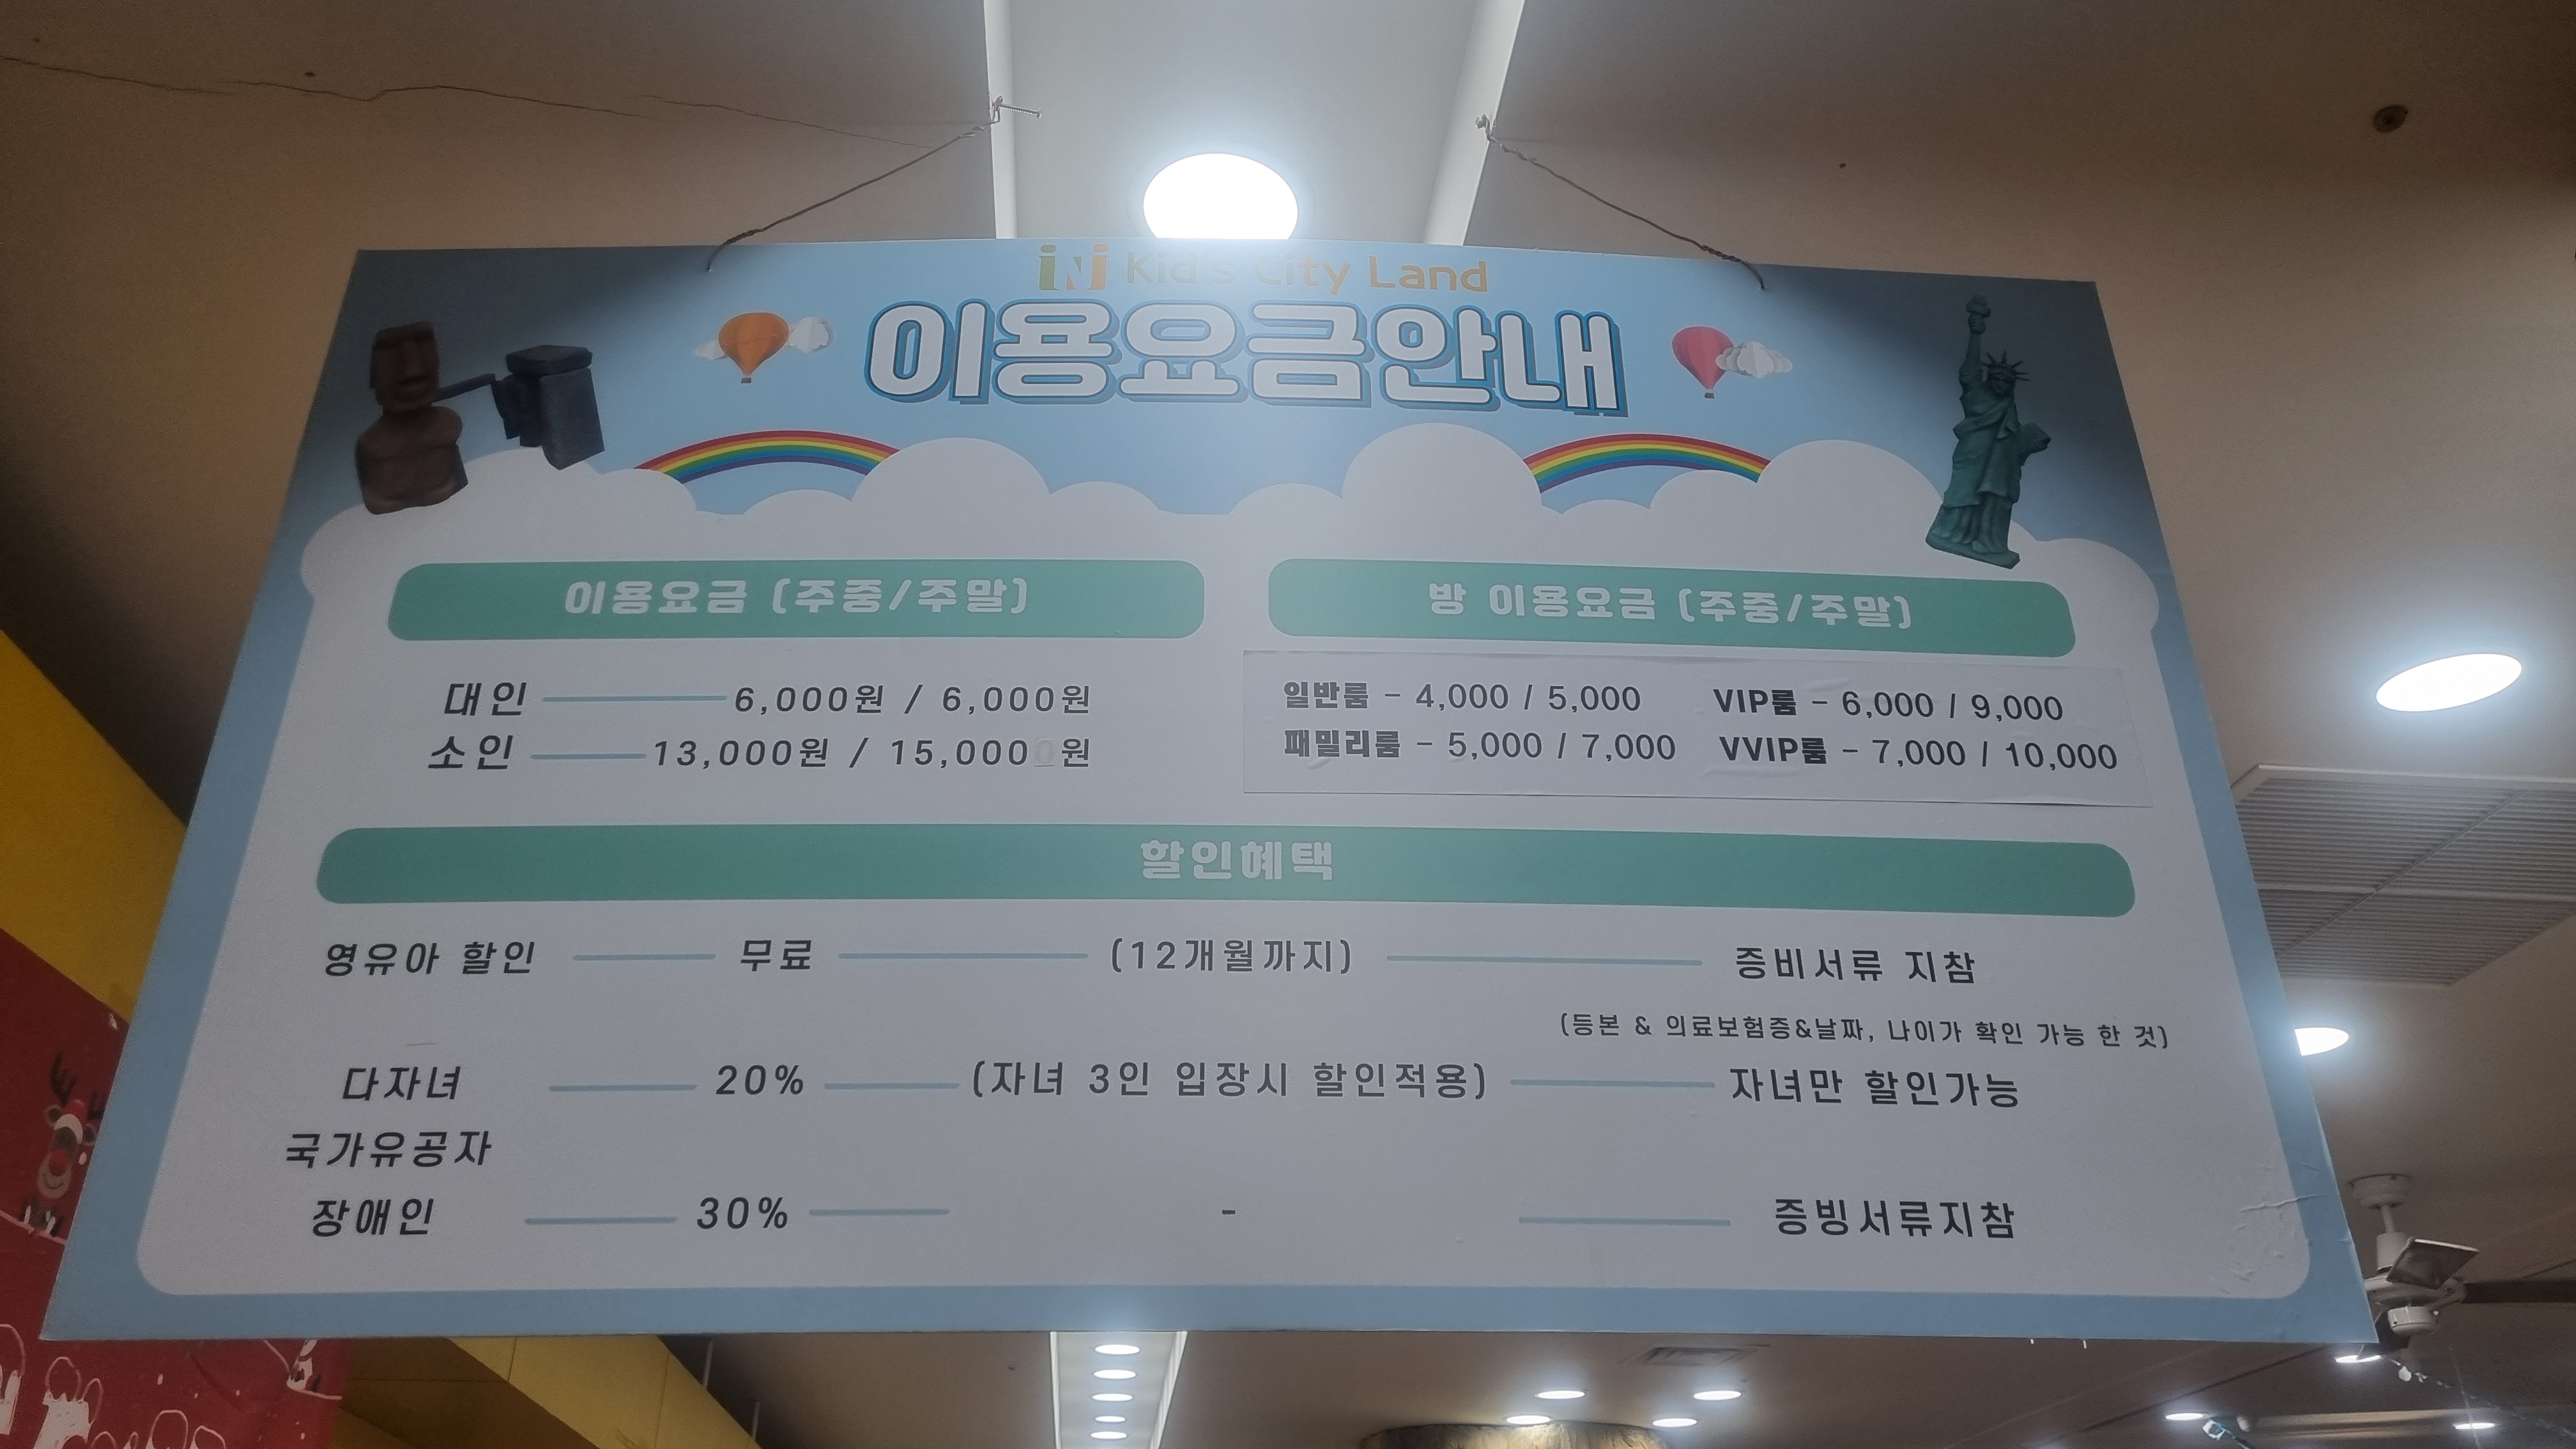 iNi Kid's City Land
이용요금안내
이용요금 (주중/주말)
대인 6,000원 / 6,000원
소인 13,000원 / 15,000원
방 이용요금 (주중/주말)
일반룸 - 4,000 / 5,000 VIP룸 - 6,000 / 9,000
패밀리룸 - 5,000 / 7,000 VVIP룸 - 7,000 / 10,000
할인혜택
영유아 할인 무료 (12개월까지) 증비서류 지참
(등본 & 의료보험증&날짜, 나이가 확인 가능 한 것)
다자녀 20% (자녀 3인 입장시 할인적용) 자녀만 할인가능
국가유공자
장애인 30% - 증빙서류지참